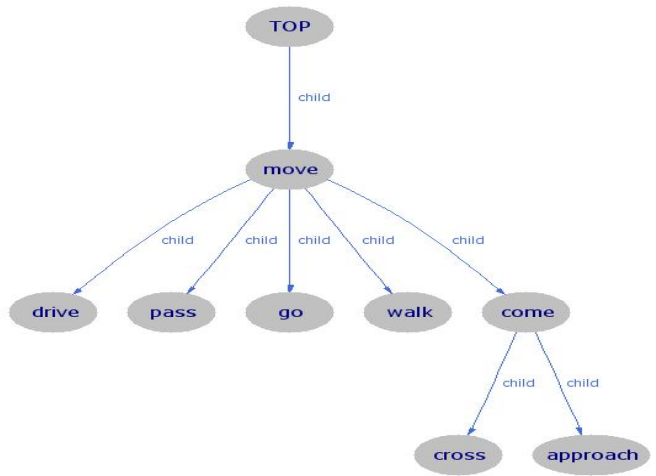 TOP
child
move
child child child child child
drive pass go walk come
child child
cross approach